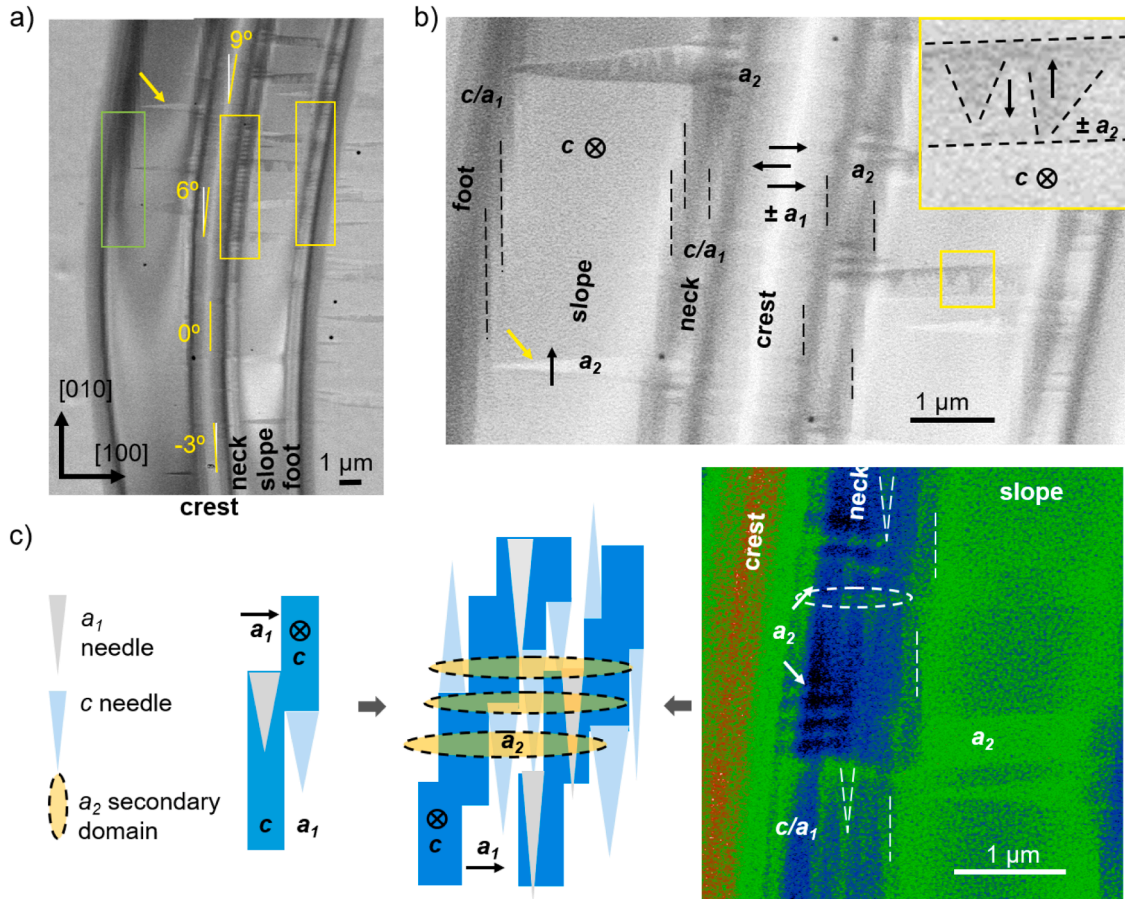 a)
9º
6º
0º
-3º
[010]
[100]
neck
slope
foot
1 µm
crest
b)
c/a1
a2
c ⊗
foot
slope
neck
c/a1
crest
± a1
a2
a2
1 µm
± a2
c ⊗
c)
a1
needle
c needle
a2 secondary
domain
a1
⊗
c
c
a1
a2
⊗
c
a1
crest
neck
slope
a2
a2
c/a1
1 µm